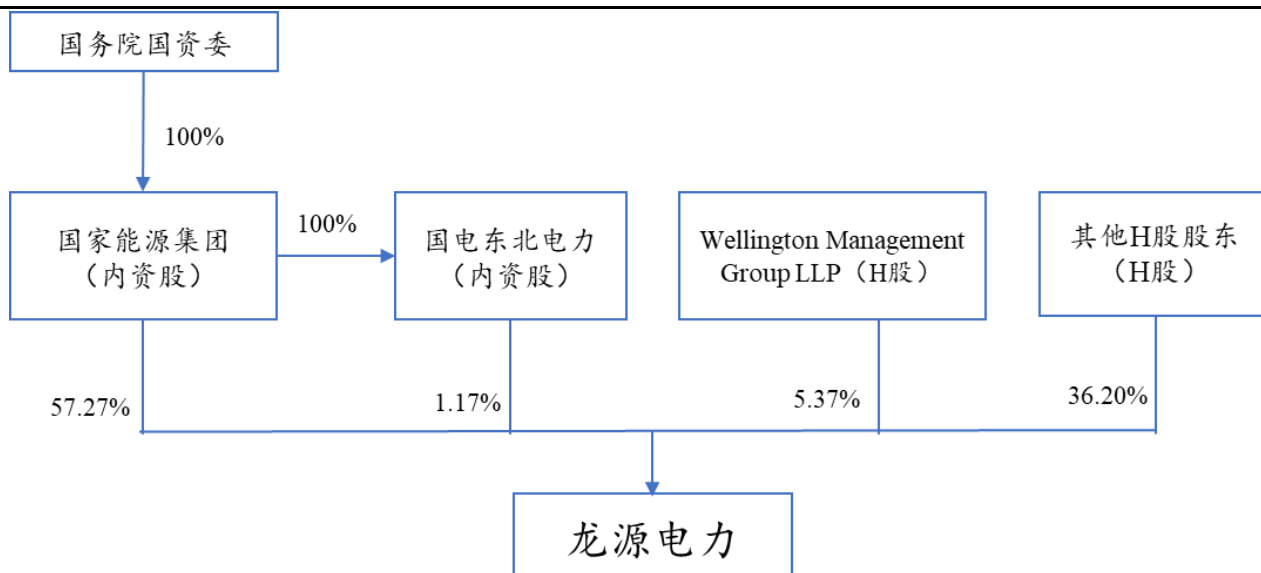 国务院国资委
100%
国家能源集团
（内资股）
100%
国电东北电力
（内资股）
Wellington Management
Group LLP（H股）
其他H股股东
（H股）
57.27%
1.17%
5.37%
36.20%
龙源电力